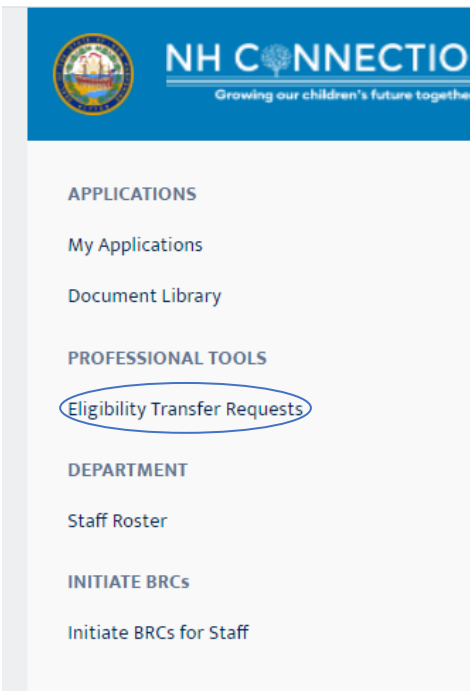 NH CONNECTIO
Growing our children's future togethe
APPLICATIONS
My Applications
Document Library
PROFESSIONAL TOOLS
Eligibility Transfer Requests
DEPARTMENT
Staff Roster
INITIATE BRCs
Initiate BRCs for Staff